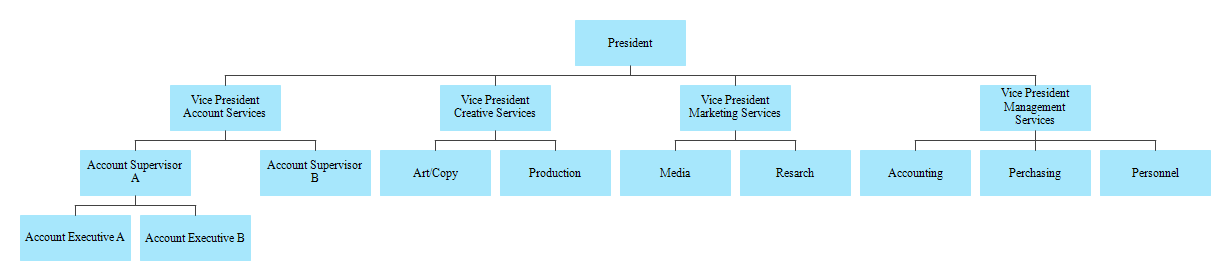 President
Vice President
Account Services
Vice President
Creative Services
Vice President
Marketing Services
Vice President
Management
Services
Account Supervisor
A
Account Supervisor
B
Art/Copy
Production
Media
Resarch
Accounting
Perchasing
Personnel
Account Executive A
Account Executive B